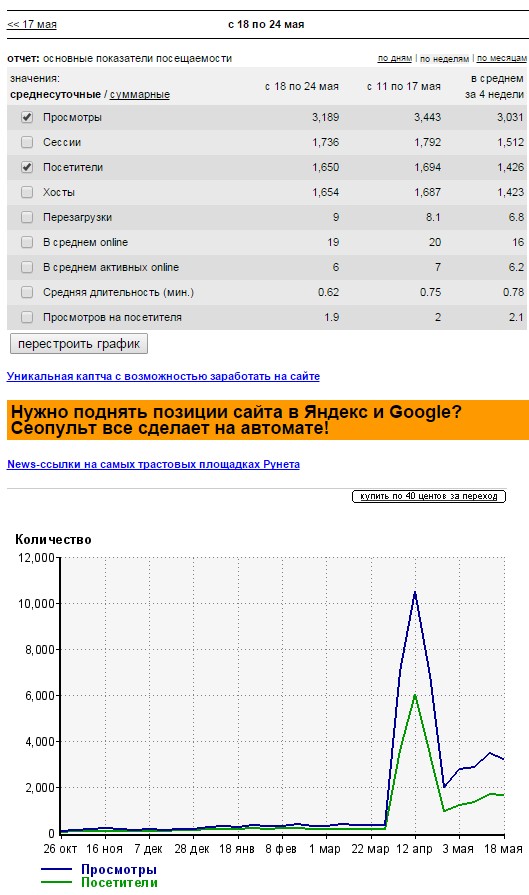 << 17 мая
с 18 по 24 мая
отчет: основные показатели посещаемости
по дням | по неделям | по месяцам
значения:
среднесуточные / суммарные
с 18 по 24 мая
с 11 по 17 мая
в среднем
за 4 недели
Просмотры 3,189 3,443 3,031
Сессии 1,736 1,792 1,512
Посетители 1,650 1,694 1,426
Хосты 1,654 1,687 1,423
Перезагрузки 9 8.1 6.8
В среднем online 19 20 16
В среднем активных online 6 7 6.2
Средняя длительность (мин.) 0.62 0.75 0.78
Просмотров на посетителя 1.9 2 2.1
перестроить график
Уникальная каптча с возможностью заработать на сайте
Нужно поднять позиции сайта в Яндекс и Google?
Сеопульт все сделает на автомате!
News-ссылки на самых трастовых площадках Рунета
купить по 40 центов за переход
Количество
12,000
10,000
8,000
6,000
4,000
2,000
0
26 окт 16 ноя 7 дек 28 дек 18 янв 8 фев 1 мар 22 мар 12 апр 3 мая 18 мая
Просмотры
Посетители